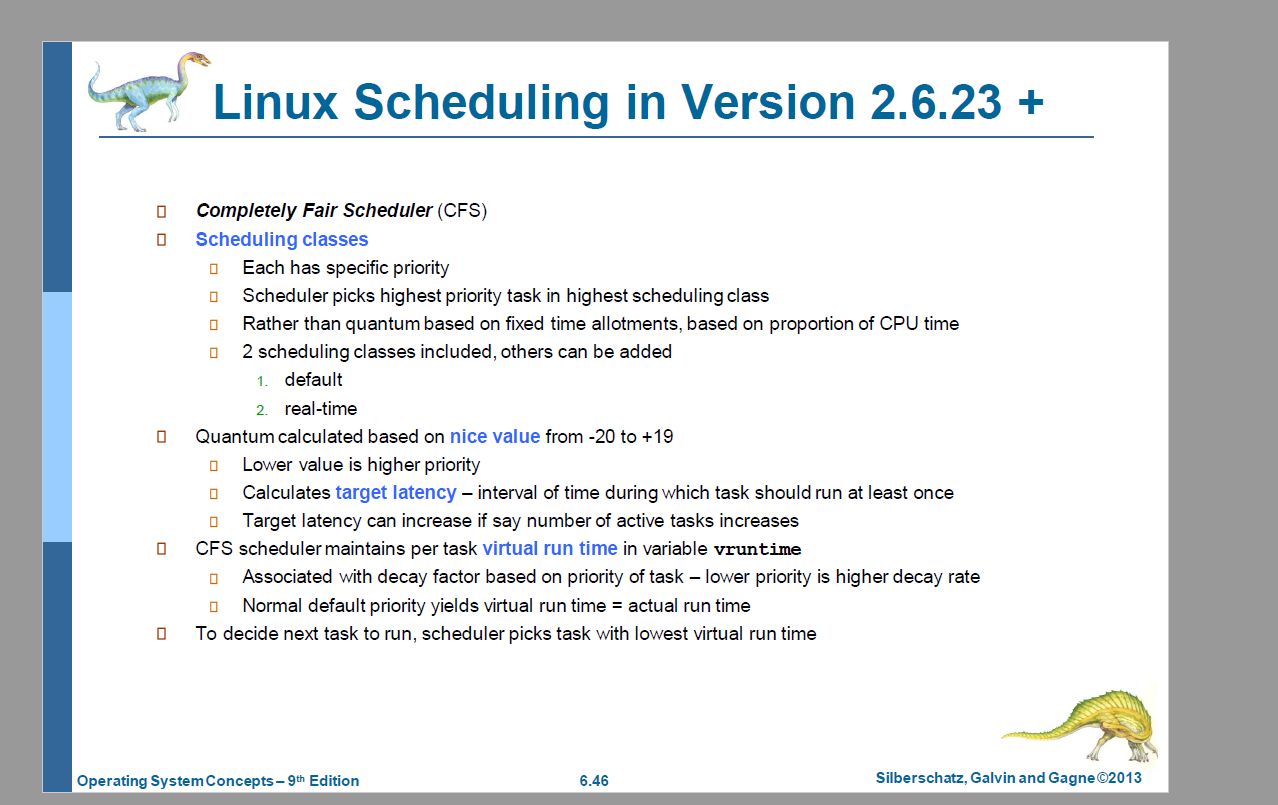 Linux Scheduling in Version 2.6.23 +
Completely Fair Scheduler (CFS)
Scheduling classes
Each has specific priority
Scheduler picks highest priority task in highest scheduling class
Rather than quantum based on fixed time allotments, based on proportion of CPU time
2 scheduling classes included, others can be added
1. default
2. real-time
Quantum calculated based on nice value from -20 to +19
Lower value is higher priority
Calculates target latency – interval of time during which task should run at least once
Target latency can increase if say number of active tasks increases
CFS scheduler maintains per task virtual run time in variable vruntime
Associated with decay factor based on priority of task – lower priority is higher decay rate
Normal default priority yields virtual run time = actual run time
To decide next task to run, scheduler picks task with lowest virtual run time
Operating System Concepts – 9th Edition
6.46
Silberschatz, Galvin and Gagne ©2013